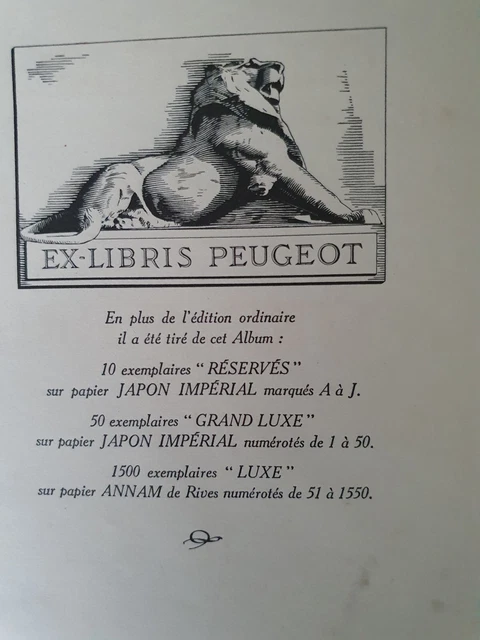 EX-LIBRIS PEUGEOT
En plus de l'édition ordinaire
il a été tiré de cet Album :
10 exemplaires “ RÉSERVÉS ”
sur papier JAPON IMPÉRIAL marqués A à J.
50 exemplaires “ GRAND LUXE ”
sur papier JAPON IMPÉRIAL numérotés de 1 à 50.
1500 exemplaires “ LUXE ”
sur papier ANNAM de Rives numérotés de 51 à 1550.